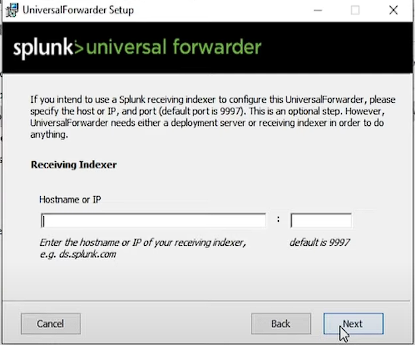 UniversalForwarder Setup
splunk>universal forwarder
If you intend to use a Splunk receiving indexer to configure this UniversalForwarder, please
specify the host or IP, and port (default port is 9997). This is an optional step. However,
UniversalForwarder needs either a deployment server or receiving indexer in order to do
anything.
Receiving Indexer
Hostname or IP
:
Enter the hostname or IP of your receiving indexer, default is 9997
e.g. ds.splunk.com
Cancel Back Next